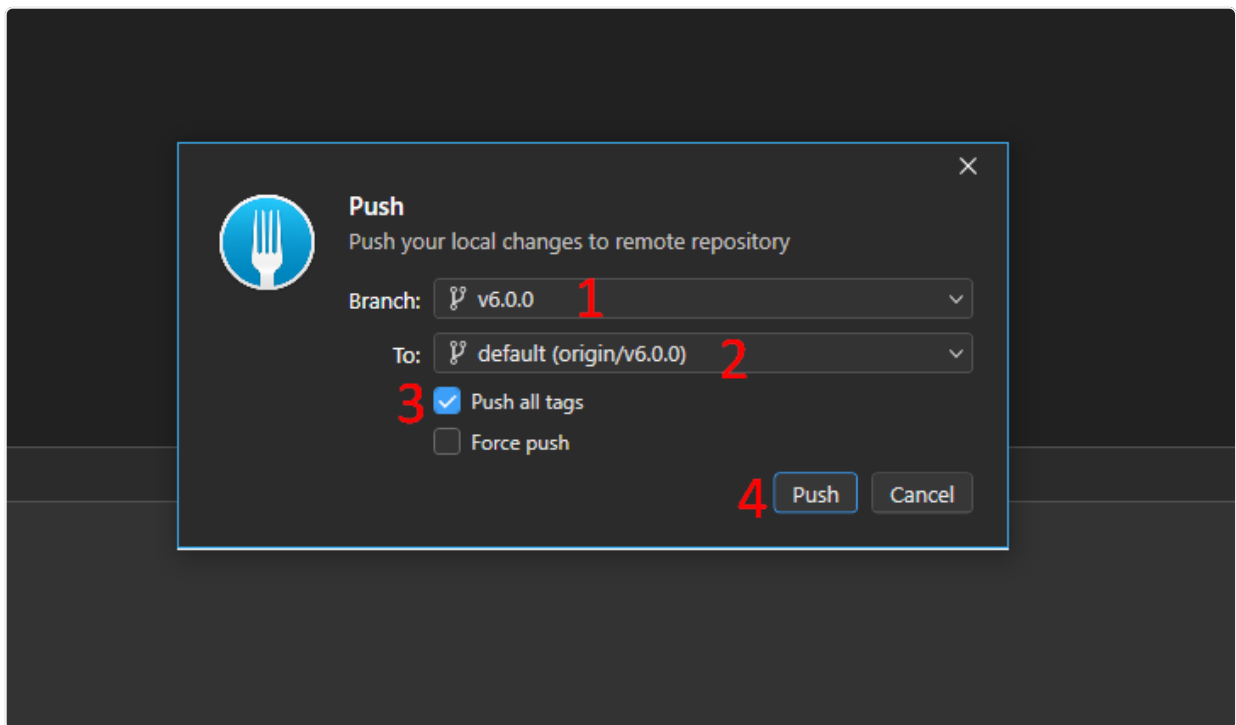 Push
Push your local changes to remote repository
Branch: v6.0.0 1
To: default (origin/v6.0.0) 2
3 Push all tags
Force push
4 Push Cancel